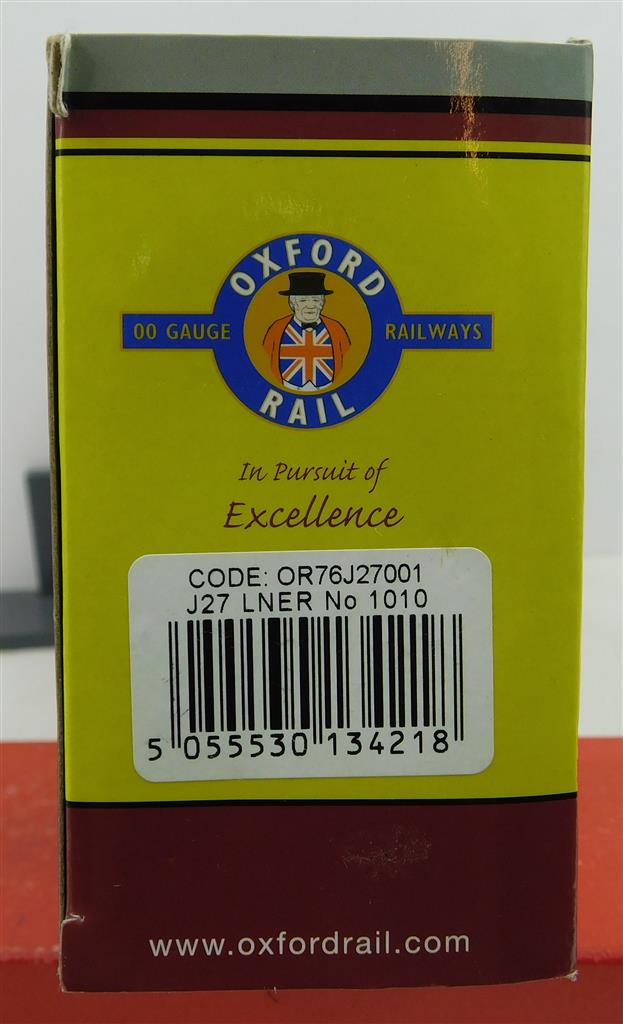 OXFORD
00 GAUGE RAILWAYS
RAIL
In Pursuit of
Excellence
CODE: OR76J27001
J27 LNER No 1010
5 055530 134218
www.oxfordrail.com